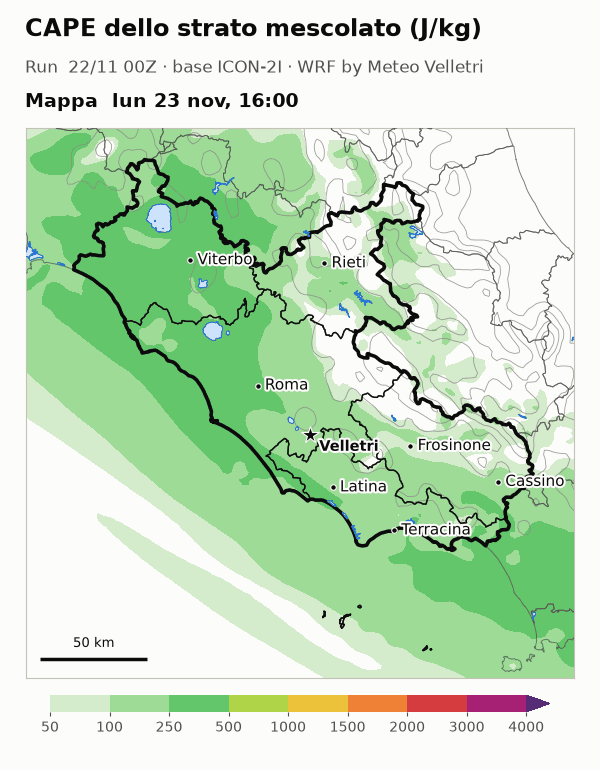 CAPE dello strato mescolato (J/kg)
Run 22/11 00Z · base ICON-2I · WRF by Meteo Velletri
Mappa lun 23 nov, 16:00
Viterbo
Rieti
Roma
Velletri
Frosinone
Latina
Cassino
Terracina
50 km
50 100 250 500 1000 1500 2000 3000 4000